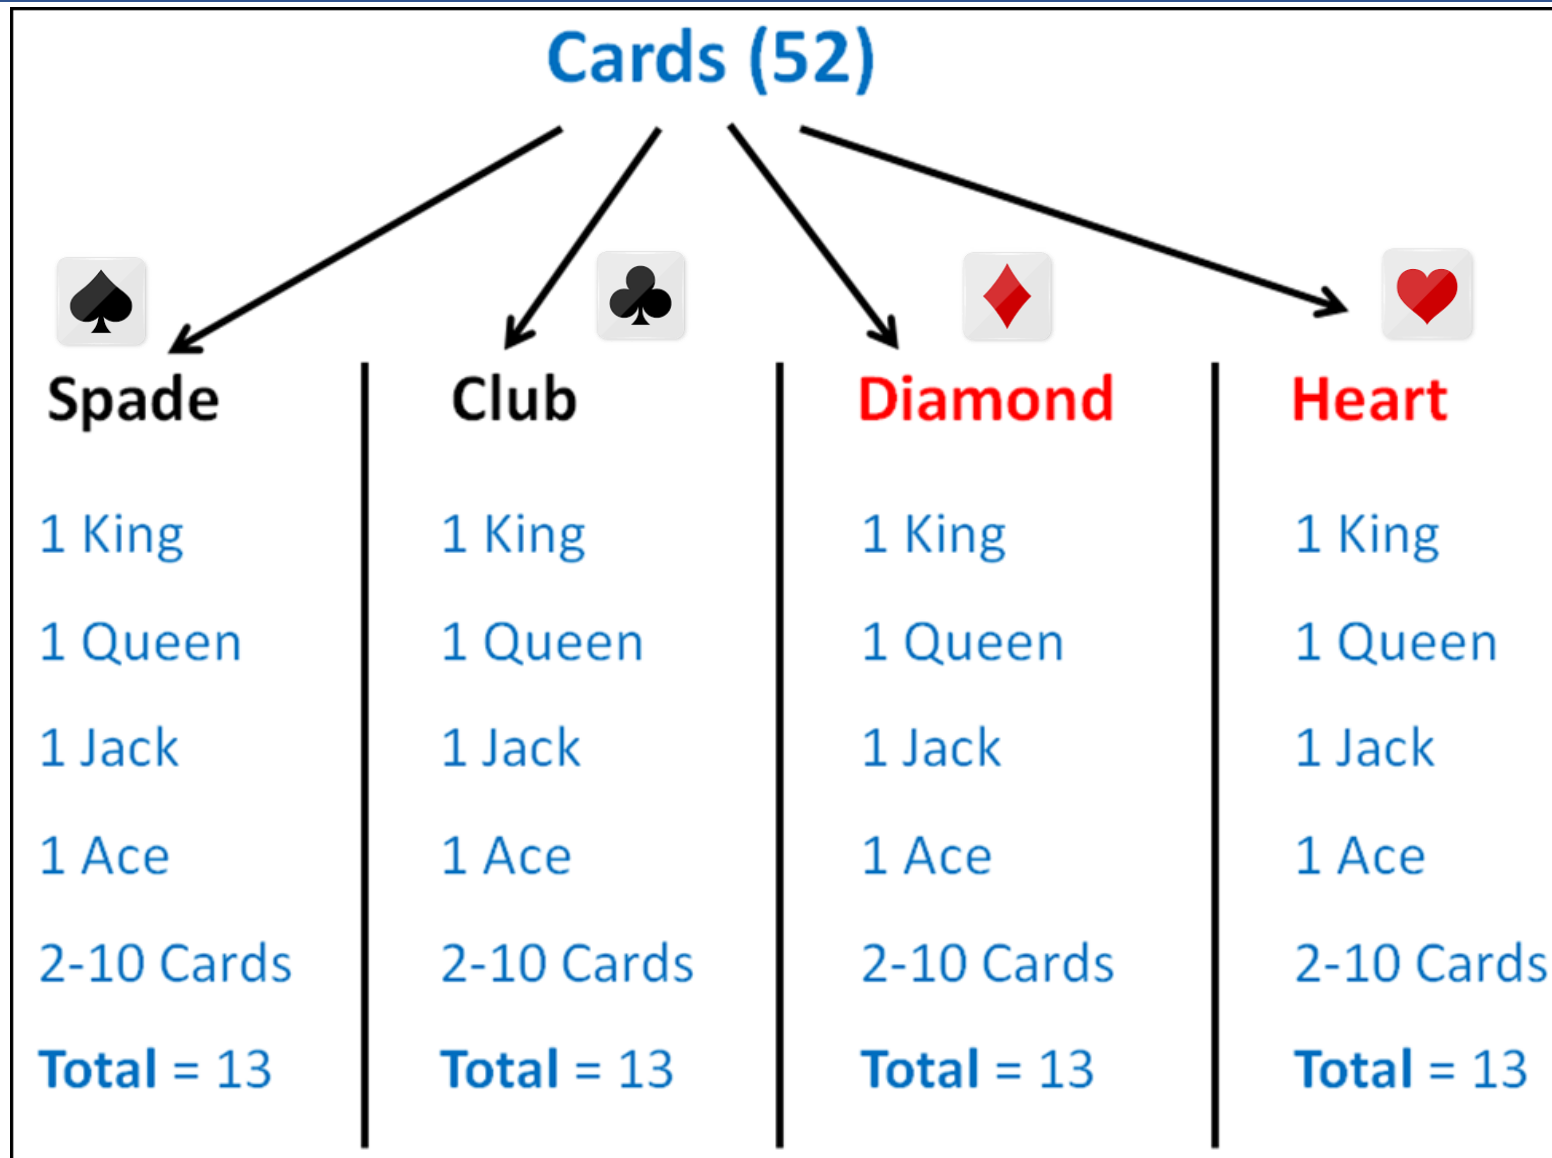 Cards (52)
Spade
1 King
1 Queen
1 Jack
1 Ace
2-10 Cards
Total = 13
Club
1 King
1 Queen
1 Jack
1 Ace
2-10 Cards
Total = 13
Diamond
1 King
1 Queen
1 Jack
1 Ace
2-10 Cards
Total = 13
Heart
1 King
1 Queen
1 Jack
1 Ace
2-10 Cards
Total = 13